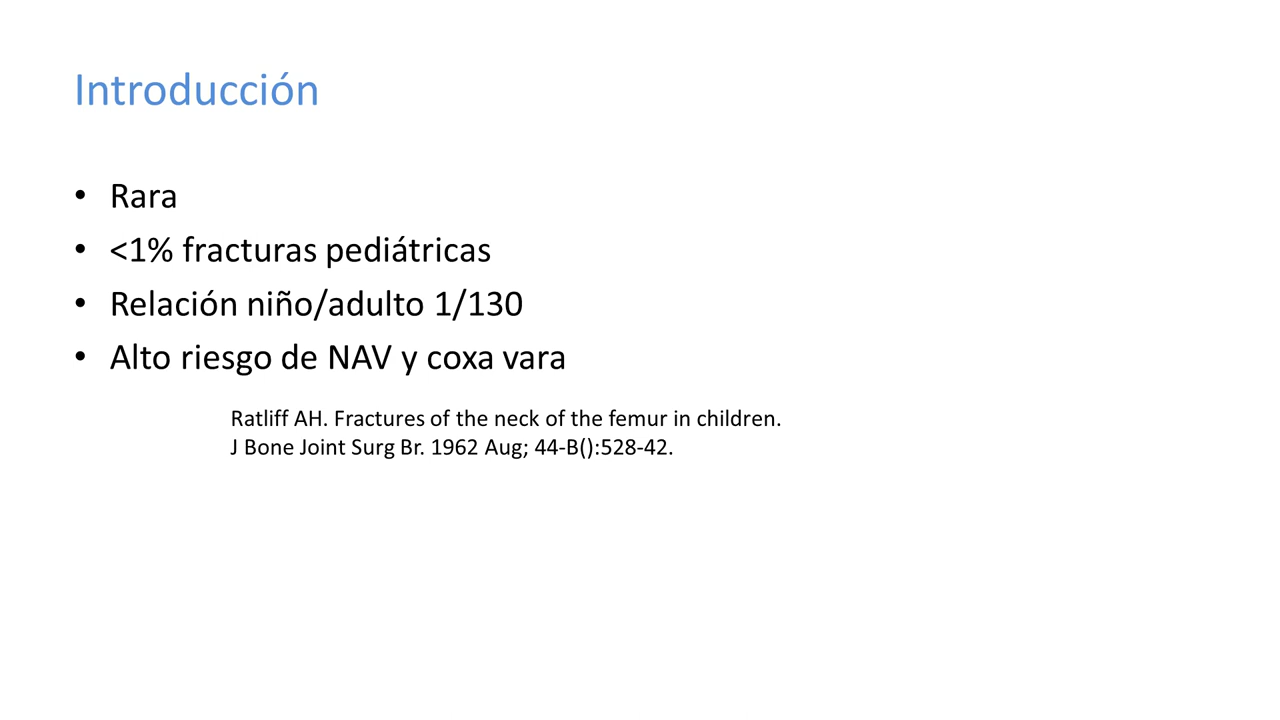 Introducción
• Rara
• <1% fracturas pediátricas
• Relación niño/adulto 1/130
• Alto riesgo de NAV y coxa vara
Ratliff AH. Fractures of the neck of the femur in children.
J Bone Joint Surg Br. 1962 Aug; 44-B():528-42.